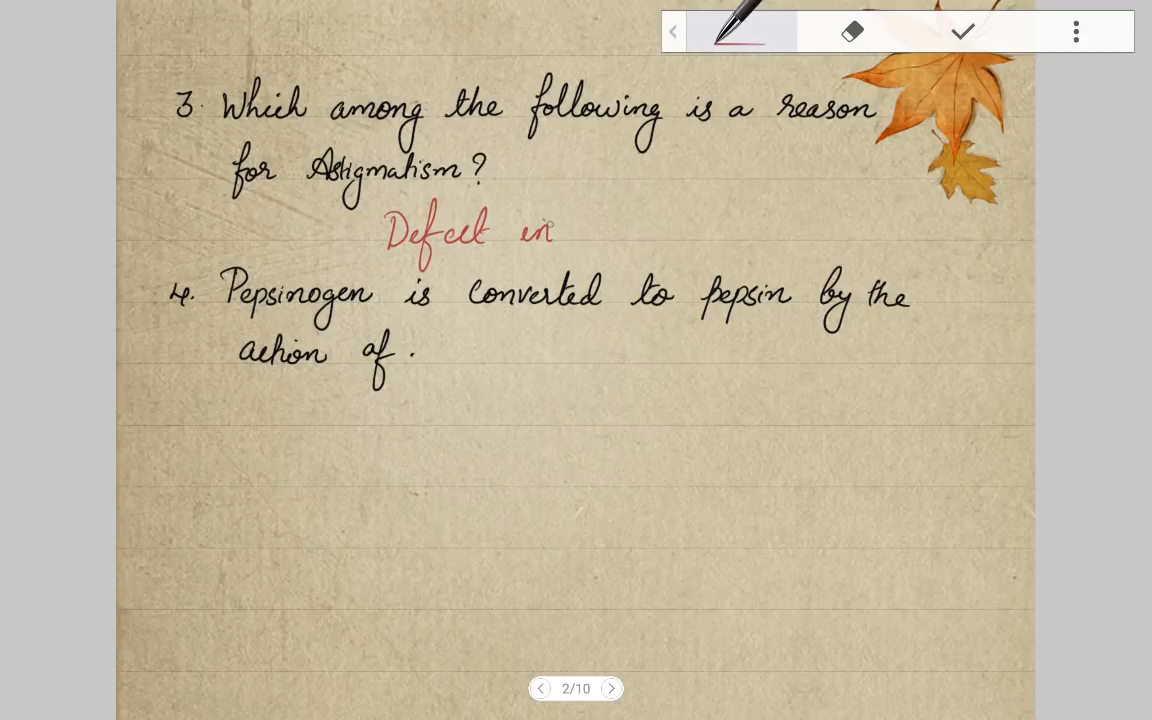 3. Which among the following is a reason
for Astigmatism?
Defect in
4. Pepsinogen is converted to pepsin by the
action of.
2/10